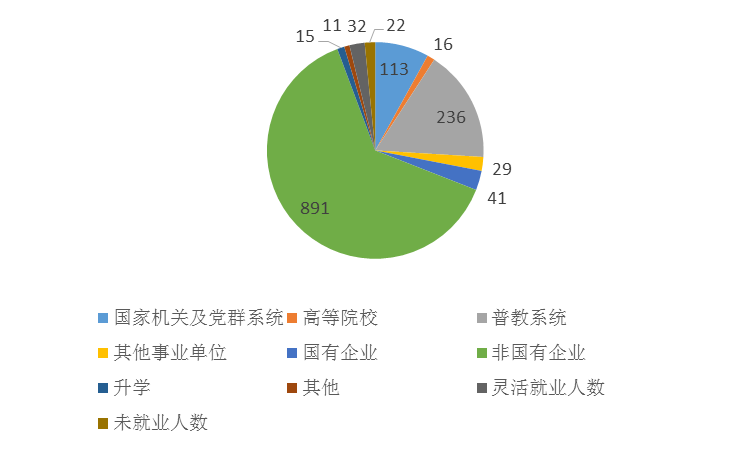 11 32 22
15
16
113
236
29
41
891
国家机关及党群系统 高等院校 普教系统
其他事业单位 国有企业 非国有企业
升学 其他 灵活就业人数
未就业人数